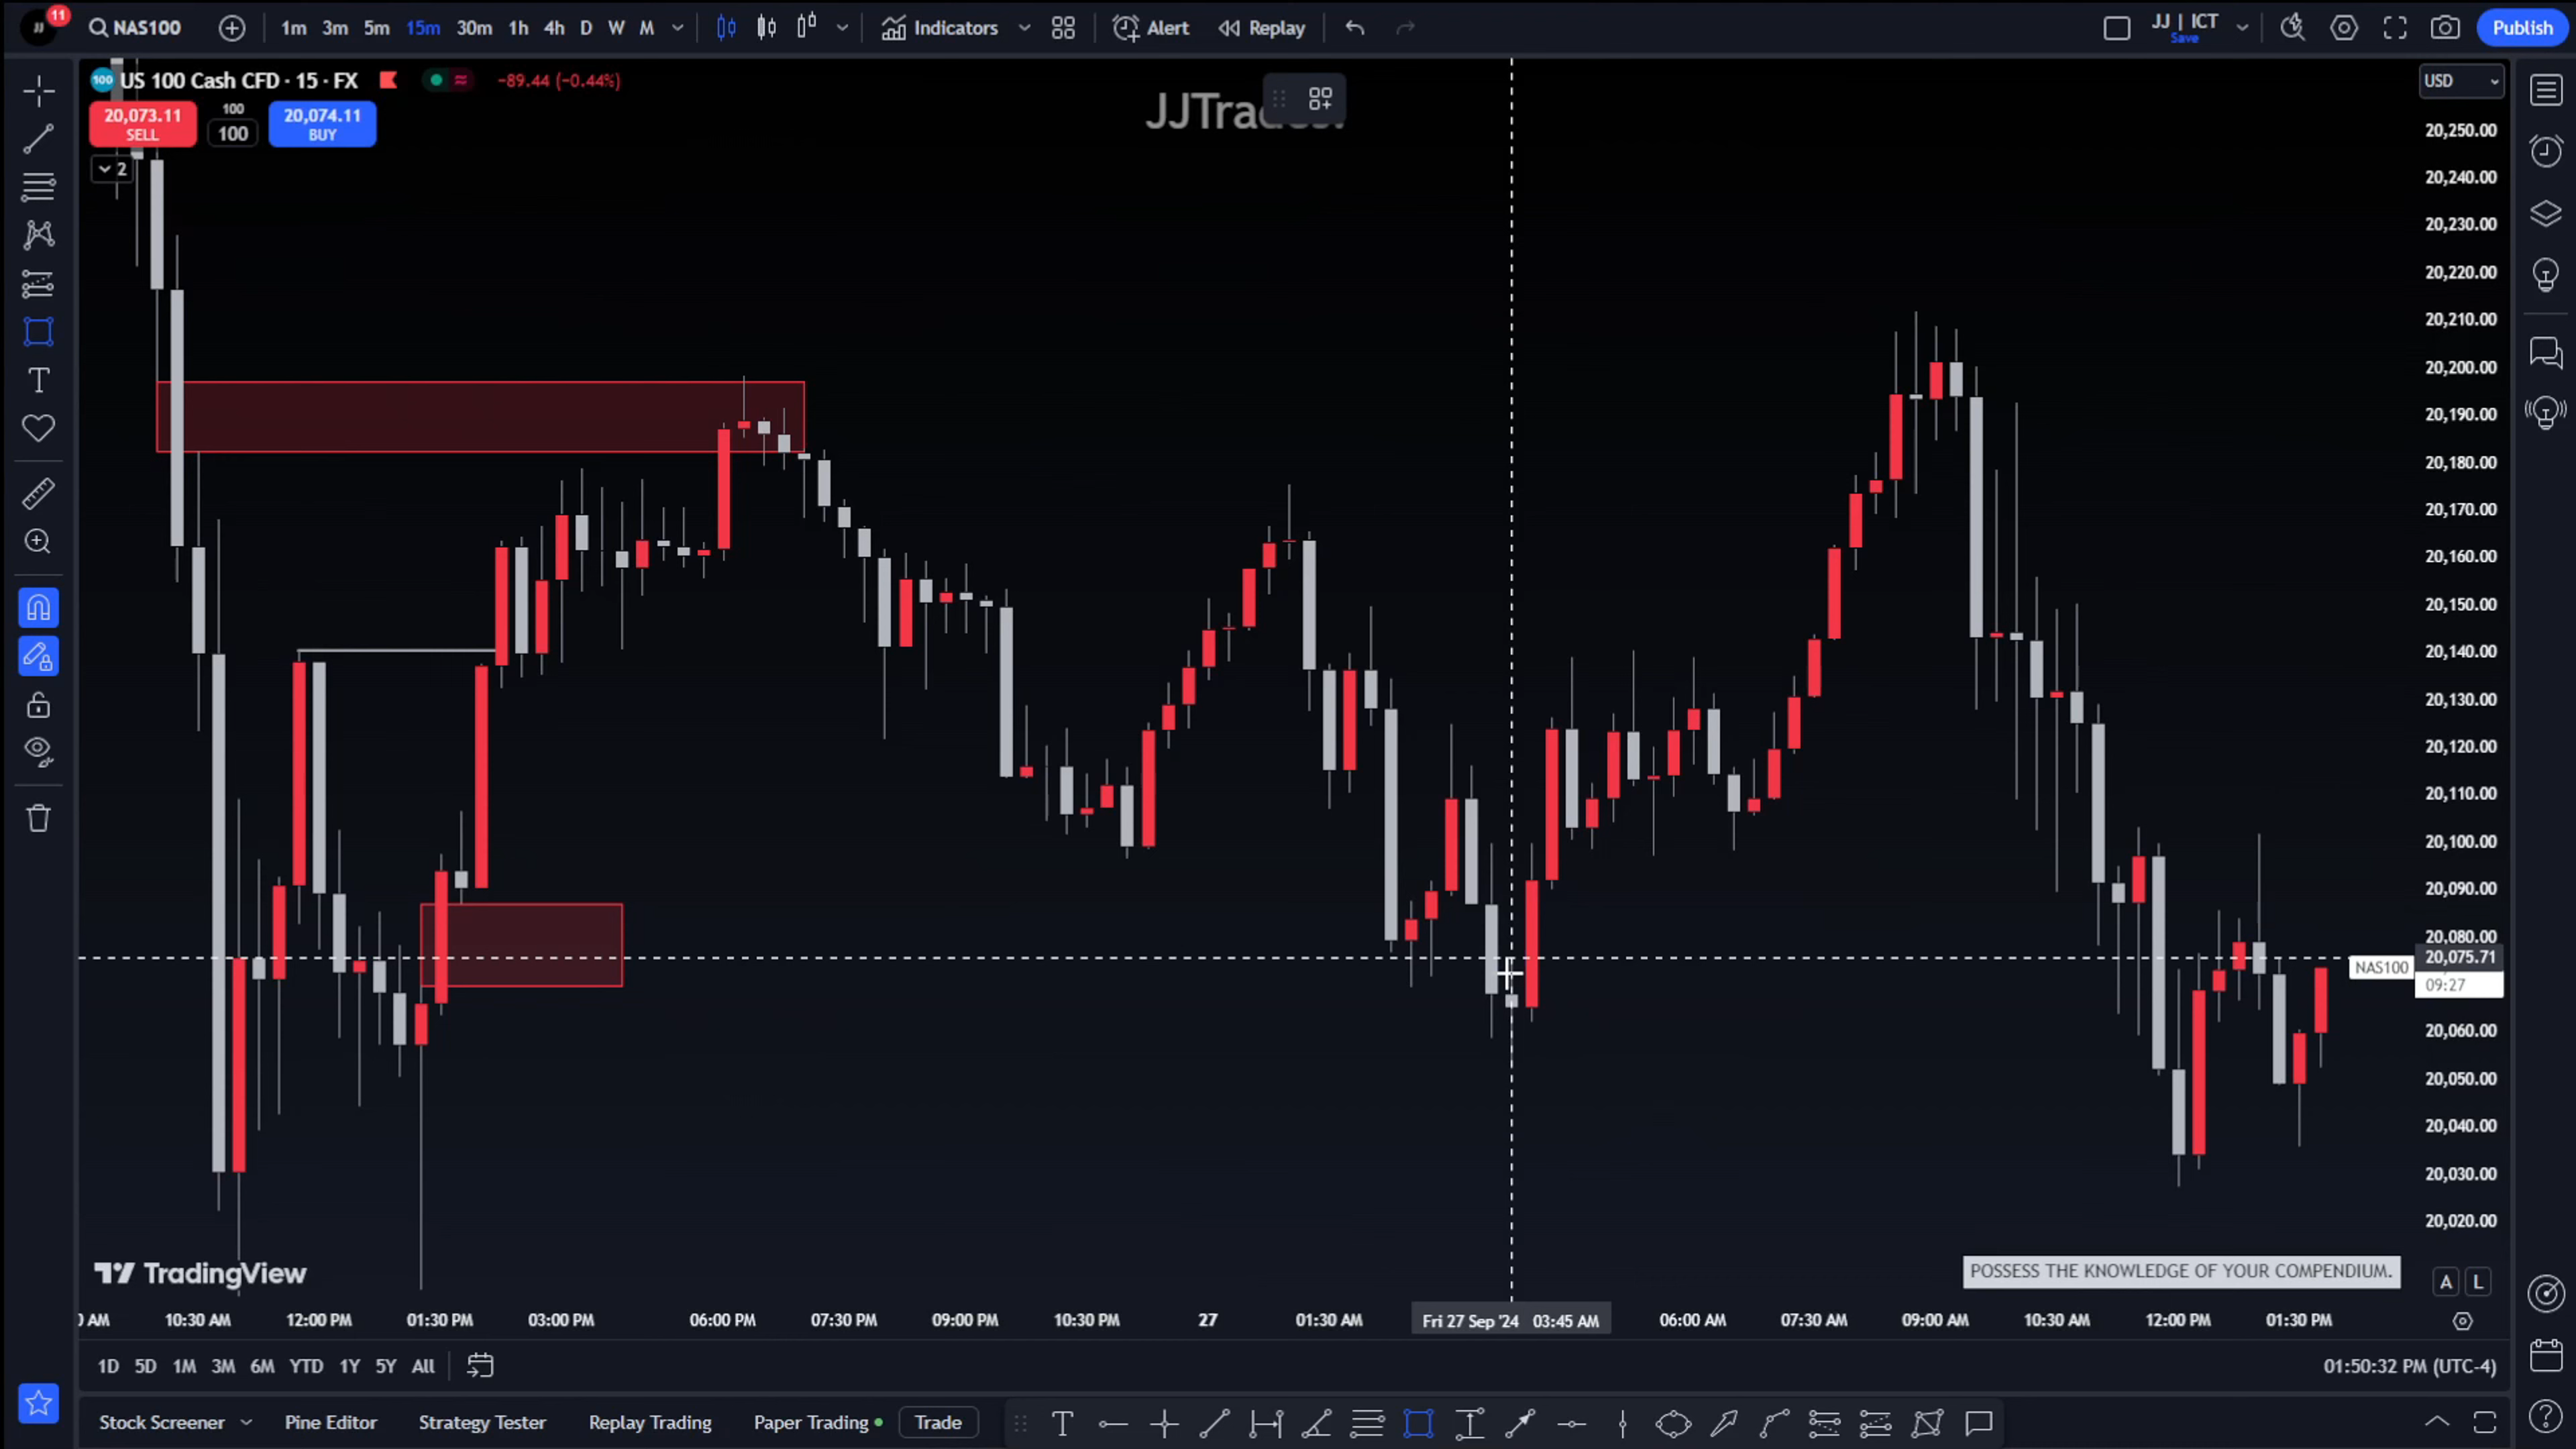 11
NAS100
1m 3m 5m 15m 30m 1h 4h D W M
Indicators
Alert
Replay
JJ | ICT
Save
Publish
100 US 100 Cash CFD · 15 · FX
−89.44 (−0.44%)
20,073.11
SELL
100
100
20,074.11
BUY
2
USD
20,250.00
20,240.00
20,230.00
20,220.00
20,210.00
20,200.00
20,190.00
20,180.00
20,170.00
20,160.00
20,150.00
20,140.00
20,130.00
20,120.00
20,110.00
20,100.00
20,090.00
20,080.00
20,075.71
NAS100
09:27
20,060.00
20,050.00
20,040.00
20,030.00
20,020.00
TradingView
POSSESS THE KNOWLEDGE OF YOUR COMPENDIUM.
A L
AM 10:30 AM 12:00 PM 01:30 PM 03:00 PM 06:00 PM 07:30 PM 09:00 PM 10:30 PM 27 01:30 AM Fri 27 Sep '24 03:45 AM 06:00 AM 07:30 AM 09:00 AM 10:30 AM 12:00 PM 01:30 PM
1D 5D 1M 3M 6M YTD 1Y 5Y All
01:50:32 PM (UTC-4)
Stock Screener
Pine Editor
Strategy Tester
Replay Trading
Paper Trading
Trade